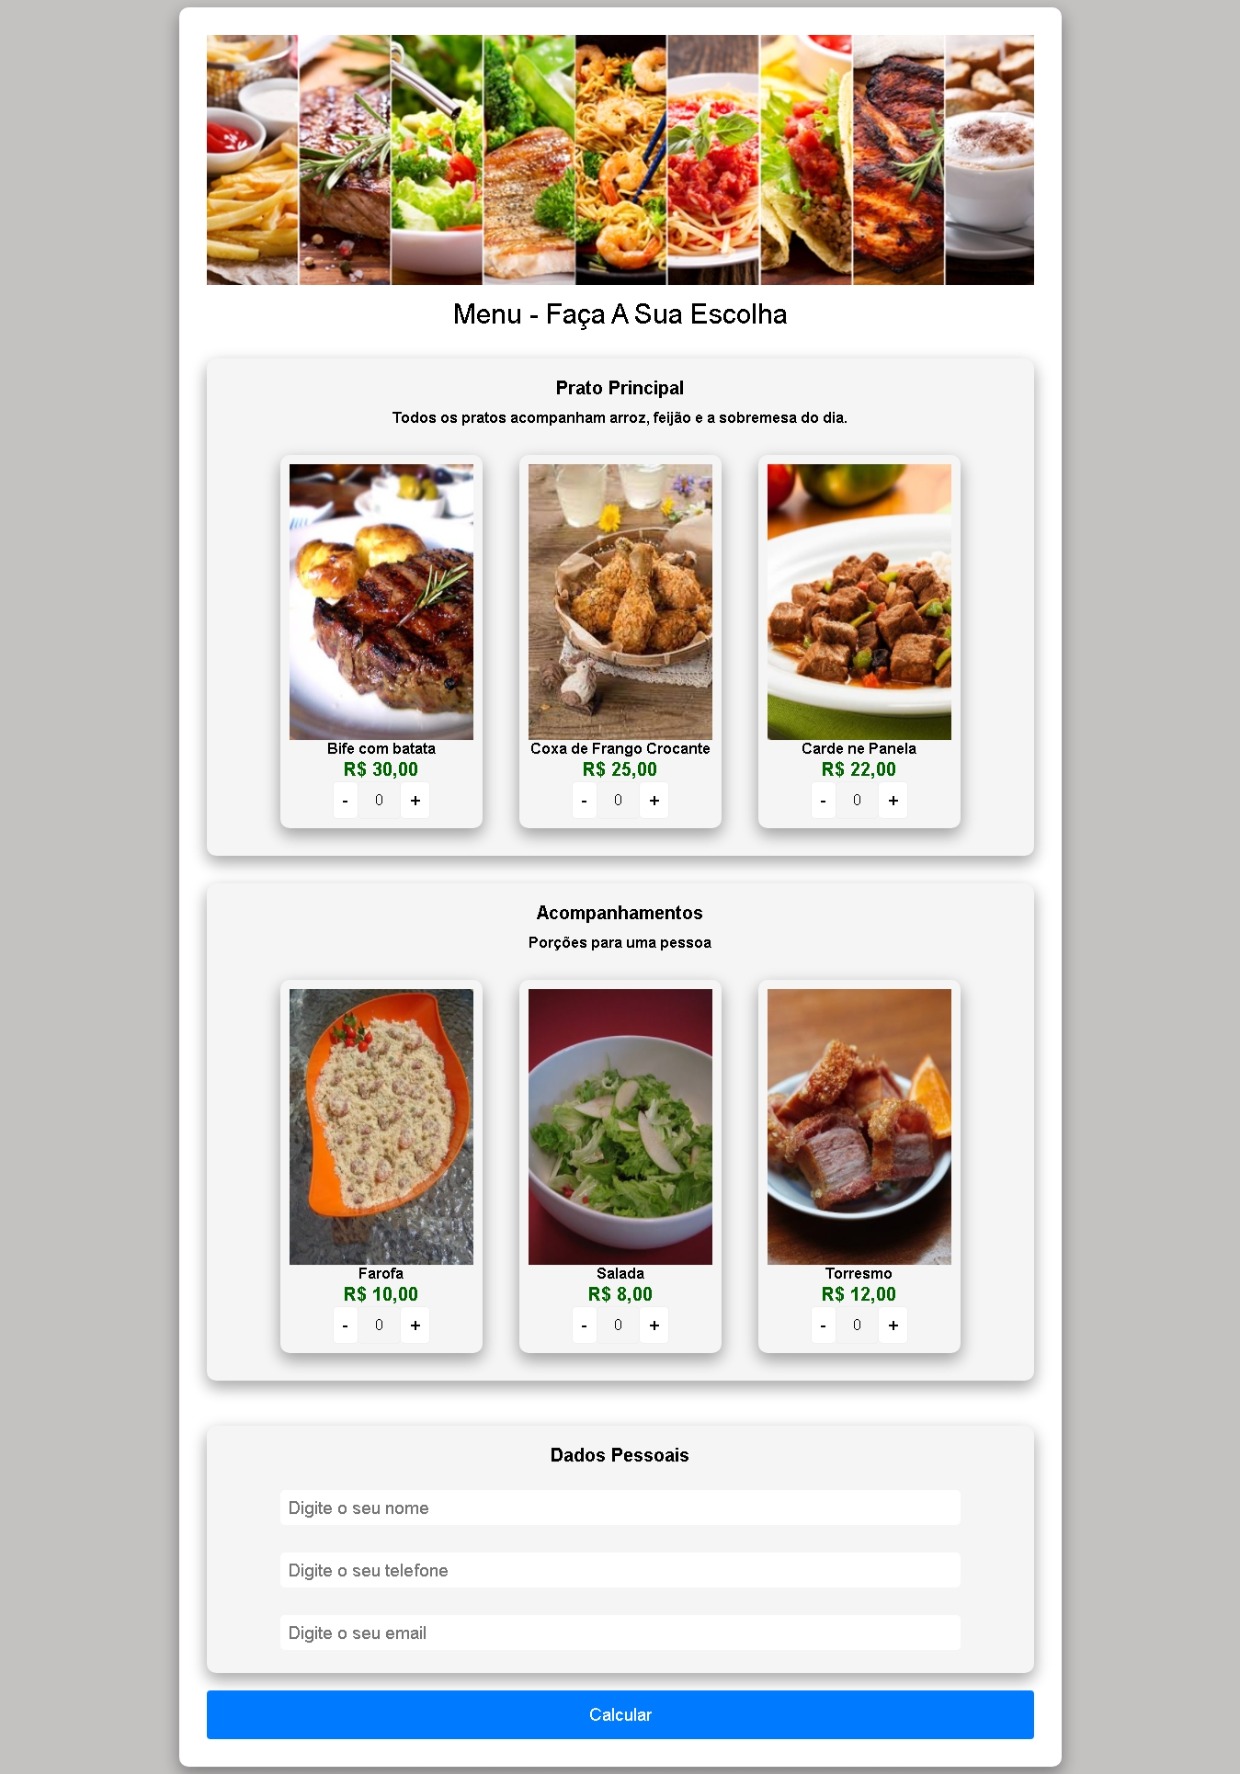 Menu - Faça A Sua Escolha
Prato Principal
Todos os pratos acompanham arroz, feijão e a sobremesa do dia.
Bife com batata
R$ 30,00
- 0 +
Coxa de Frango Crocante
R$ 25,00
- 0 +
Carde ne Panela
R$ 22,00
- 0 +
Acompanhamentos
Porções para uma pessoa
Farofa
R$ 10,00
- 0 +
Salada
R$ 8,00
- 0 +
Torresmo
R$ 12,00
- 0 +
Dados Pessoais
Digite o seu nome
Digite o seu telefone
Digite o seu email
Calcular